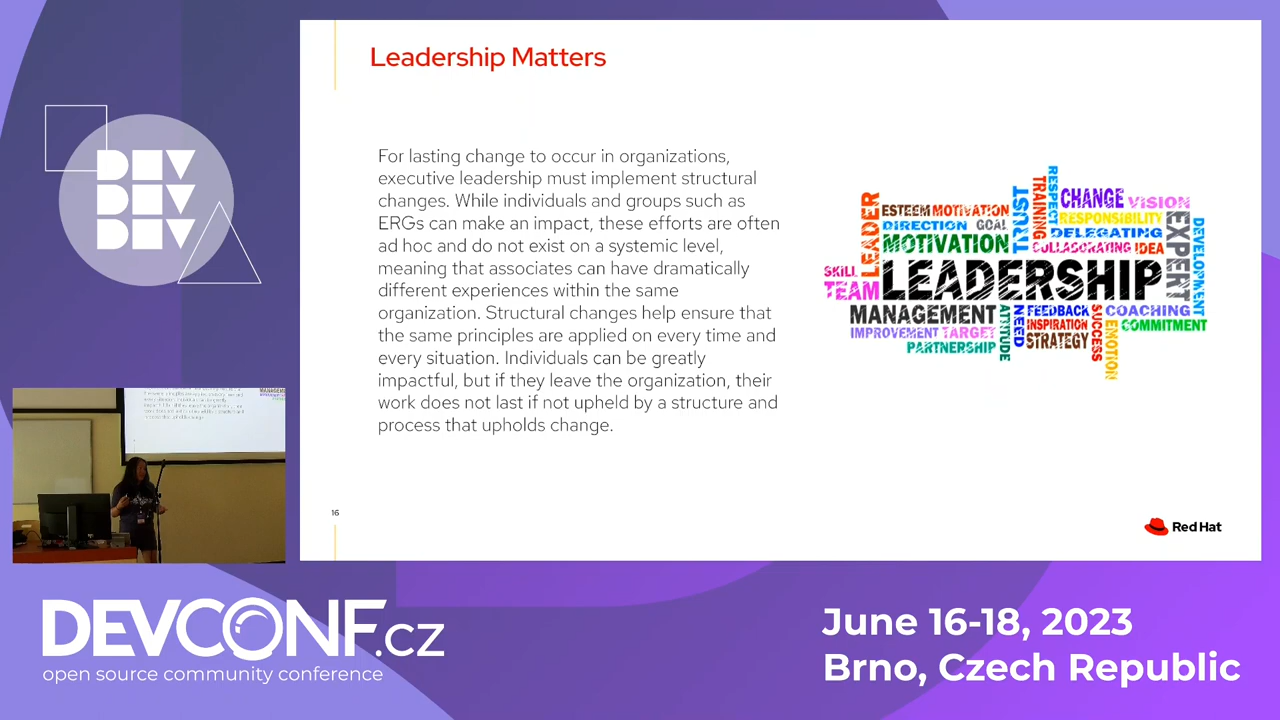 Leadership Matters
For lasting change to occur in organizations,
executive leadership must implement structural
changes. While individuals and groups such as
ERGs can make an impact, these efforts are often
ad hoc and do not exist on a systemic level,
meaning that associates can have dramatically
different experiences within the same
organization. Structural changes help ensure that
the same principles are applied on every time and
every situation. Individuals can be greatly
impactful, but if they leave the organization, their
work does not last if not upheld by a structure and
process that upholds change.
LEADER
ESTEEM MOTIVATION
DIRECTION GOAL
MOTIVATION
TRUST
TRAINING
RESPECT
CHANGE VISION
RESPONSIBILITY
DELEGATING
COLLABORATING IDEA
EXPERT
DEVELOPMENT
SKILL
TEAM
LEADERSHIP
MANAGEMENT
IMPROVEMENT TARGET
PARTNERSHIP
ATTITUDE
NEED
FEEDBACK
INSPIRATION
STRATEGY
SUCCESS
EMOTION
COACHING
COMMITMENT
16
Red Hat
DEV
DEV
DEV
DEVCONF.CZ
open source community conference
June 16-18, 2023
Brno, Czech Republic